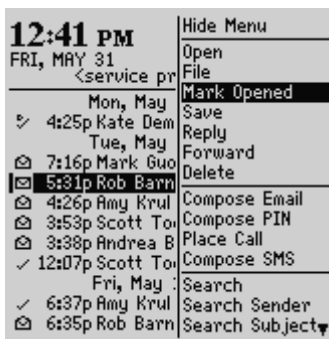 12:41 PM
FRI, MAY 31
<service pr
Mon, May
4:25p Kate Dem
Tue, May
7:16p Mark Guo
5:31p Rob Barn
4:26p Amy Krul
3:53p Scott To
3:38p Andrea B
12:07p Scott To
Fri, May
6:37p Amy Krul
6:35p Rob Barn
Hide Menu
Open
File
Mark Opened
Save
Reply
Forward
Delete
Compose Email
Compose PIN
Place Call
Compose SMS
Search
Search Sender
Search Subject